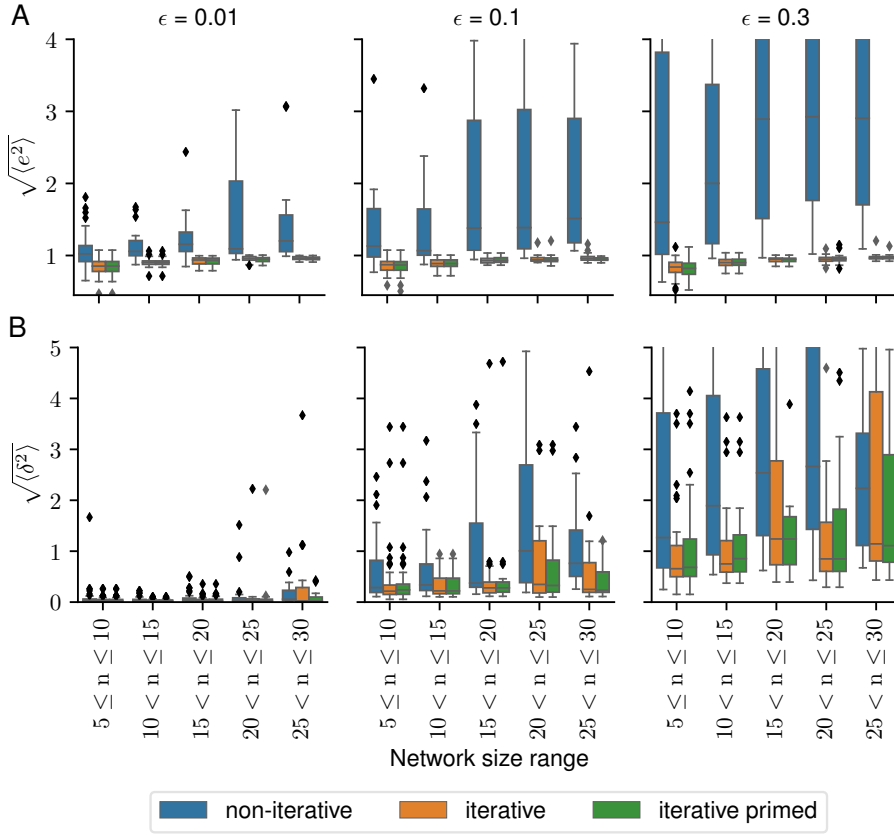 A
ϵ = 0.01
ϵ = 0.1
ϵ = 0.3
√⟨e²⟩
4
3
2
1
B
√⟨δ²⟩
5
4
3
2
1
0
5 ≤ n ≤ 10
10 < n ≤ 15
15 < n ≤ 20
20 < n ≤ 25
25 < n ≤ 30
5 ≤ n ≤ 10
10 < n ≤ 15
15 < n ≤ 20
20 < n ≤ 25
25 < n ≤ 30
5 ≤ n ≤ 10
10 < n ≤ 15
15 < n ≤ 20
20 < n ≤ 25
25 < n ≤ 30
Network size range
non-iterative
iterative
iterative primed